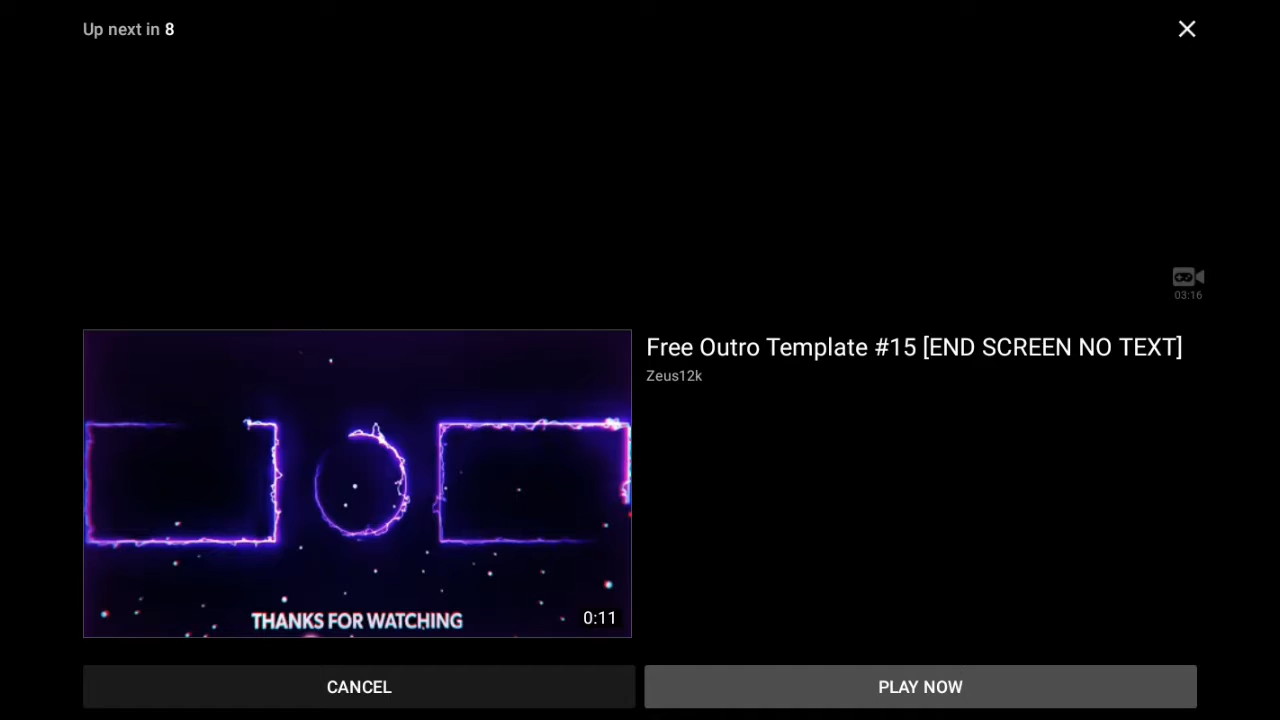 Up next in 8
03:16
Free Outro Template #15 [END SCREEN NO TEXT]
Zeus12k
THANKS FOR WATCHING
0:11
CANCEL
PLAY NOW